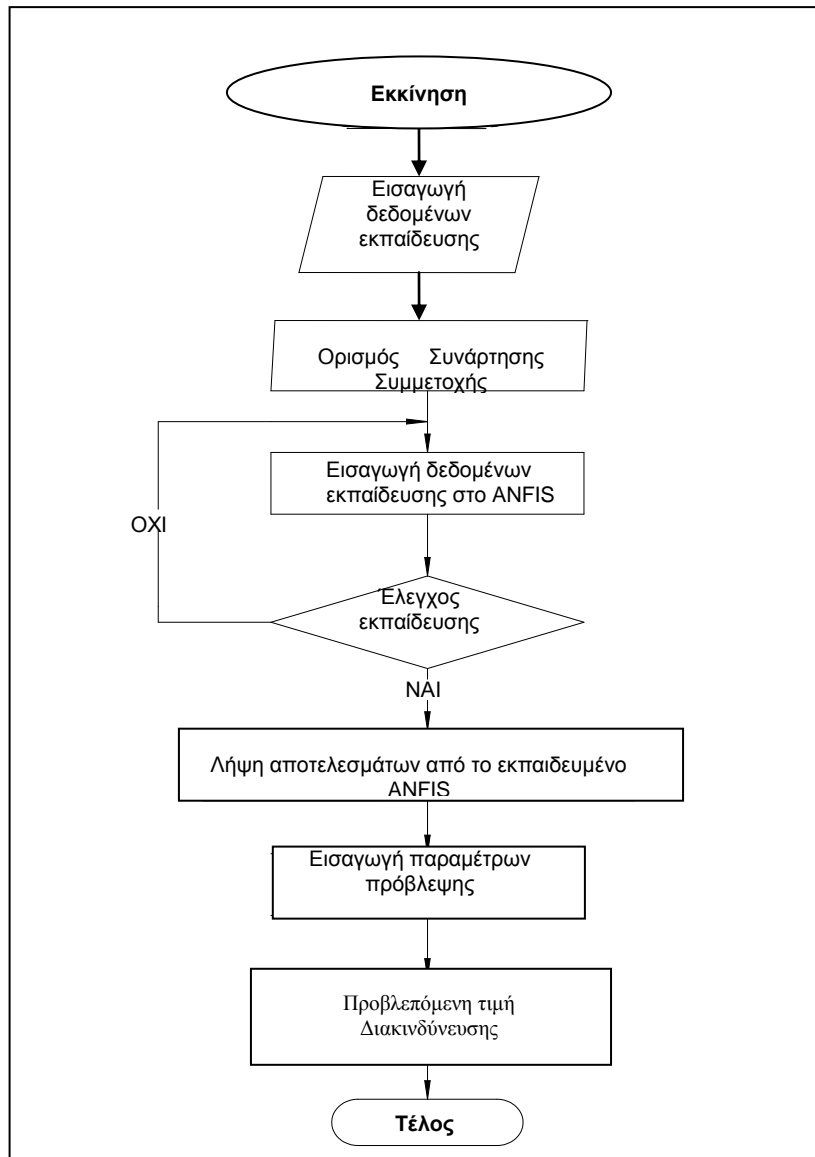 Εκκίνηση
Εισαγωγή
δεδομένων
εκπαίδευσης
Ορισμός Συνάρτησης
Συμμετοχής
Εισαγωγή δεδομένων
εκπαίδευσης στο ANFIS
ΟΧΙ
Έλεγχος
εκπαίδευσης
ΝΑΙ
Λήψη αποτελεσμάτων από το εκπαιδευμένο
ANFIS
Εισαγωγή παραμέτρων
πρόβλεψης
Προβλεπόμενη τιμή
Διακινδύνευσης
Τέλος